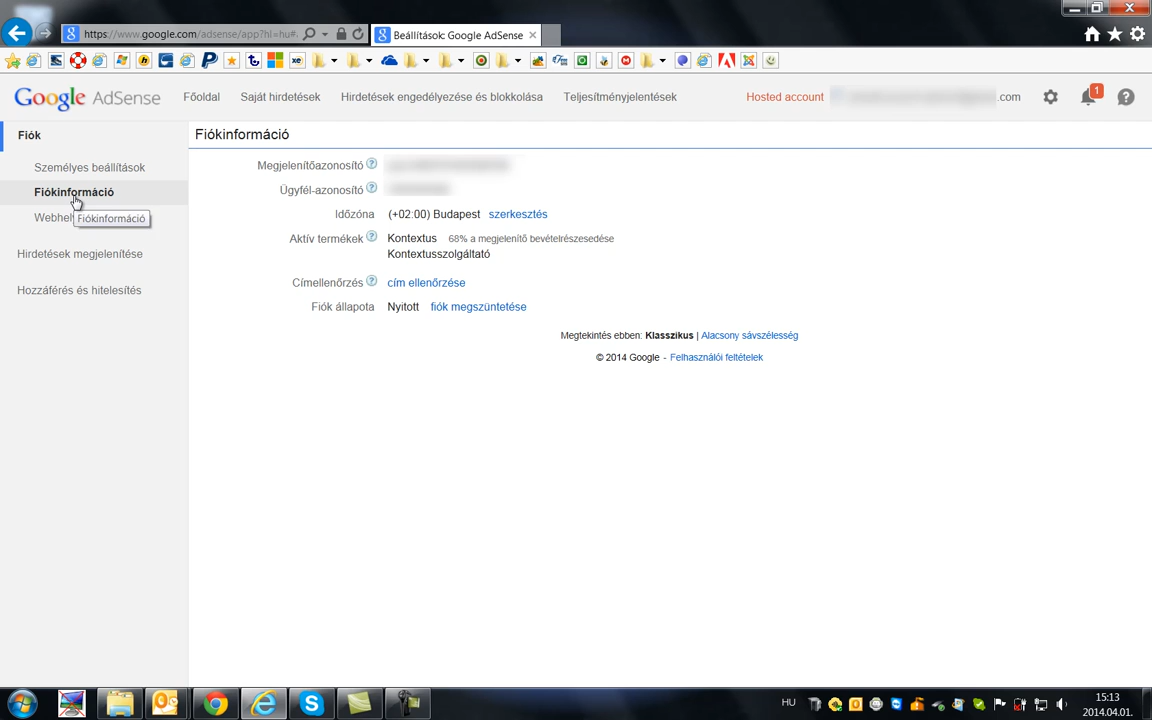 https://www.google.com/adsense/app?hl=hu#
Beállítások: Google AdSense
Google AdSense
Főoldal
Saját hirdetések
Hirdetések engedélyezése és blokkolása
Teljesítményjelentések
Hosted account
.com
1
Fiók
Személyes beállítások
Fiókinformáció
Webhel
Fiókinformáció
Hirdetések megjelenítése
Hozzáférés és hitelesítés
Fiókinformáció
Megjelenítőazonosító
Ügyfél-azonosító
Időzóna (+02:00) Budapest szerkesztés
Aktív termékek Kontextus 68% a megjelenítő bevételrészesedése
Kontextusszolgáltató
Címellenőrzés cím ellenőrzése
Fiók állapota Nyitott fiók megszüntetése
Megtekintés ebben: Klasszikus | Alacsony sávszélesség
© 2014 Google - Felhasználói feltételek
HU
15:13
2014.04.01.